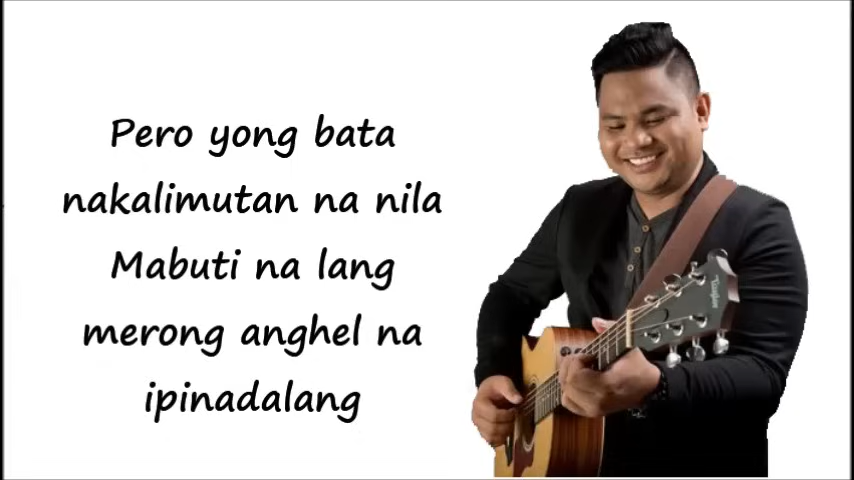 Pero yong bata
nakalimutan na nila
Mabuti na lang
merong anghel na
ipinadalang